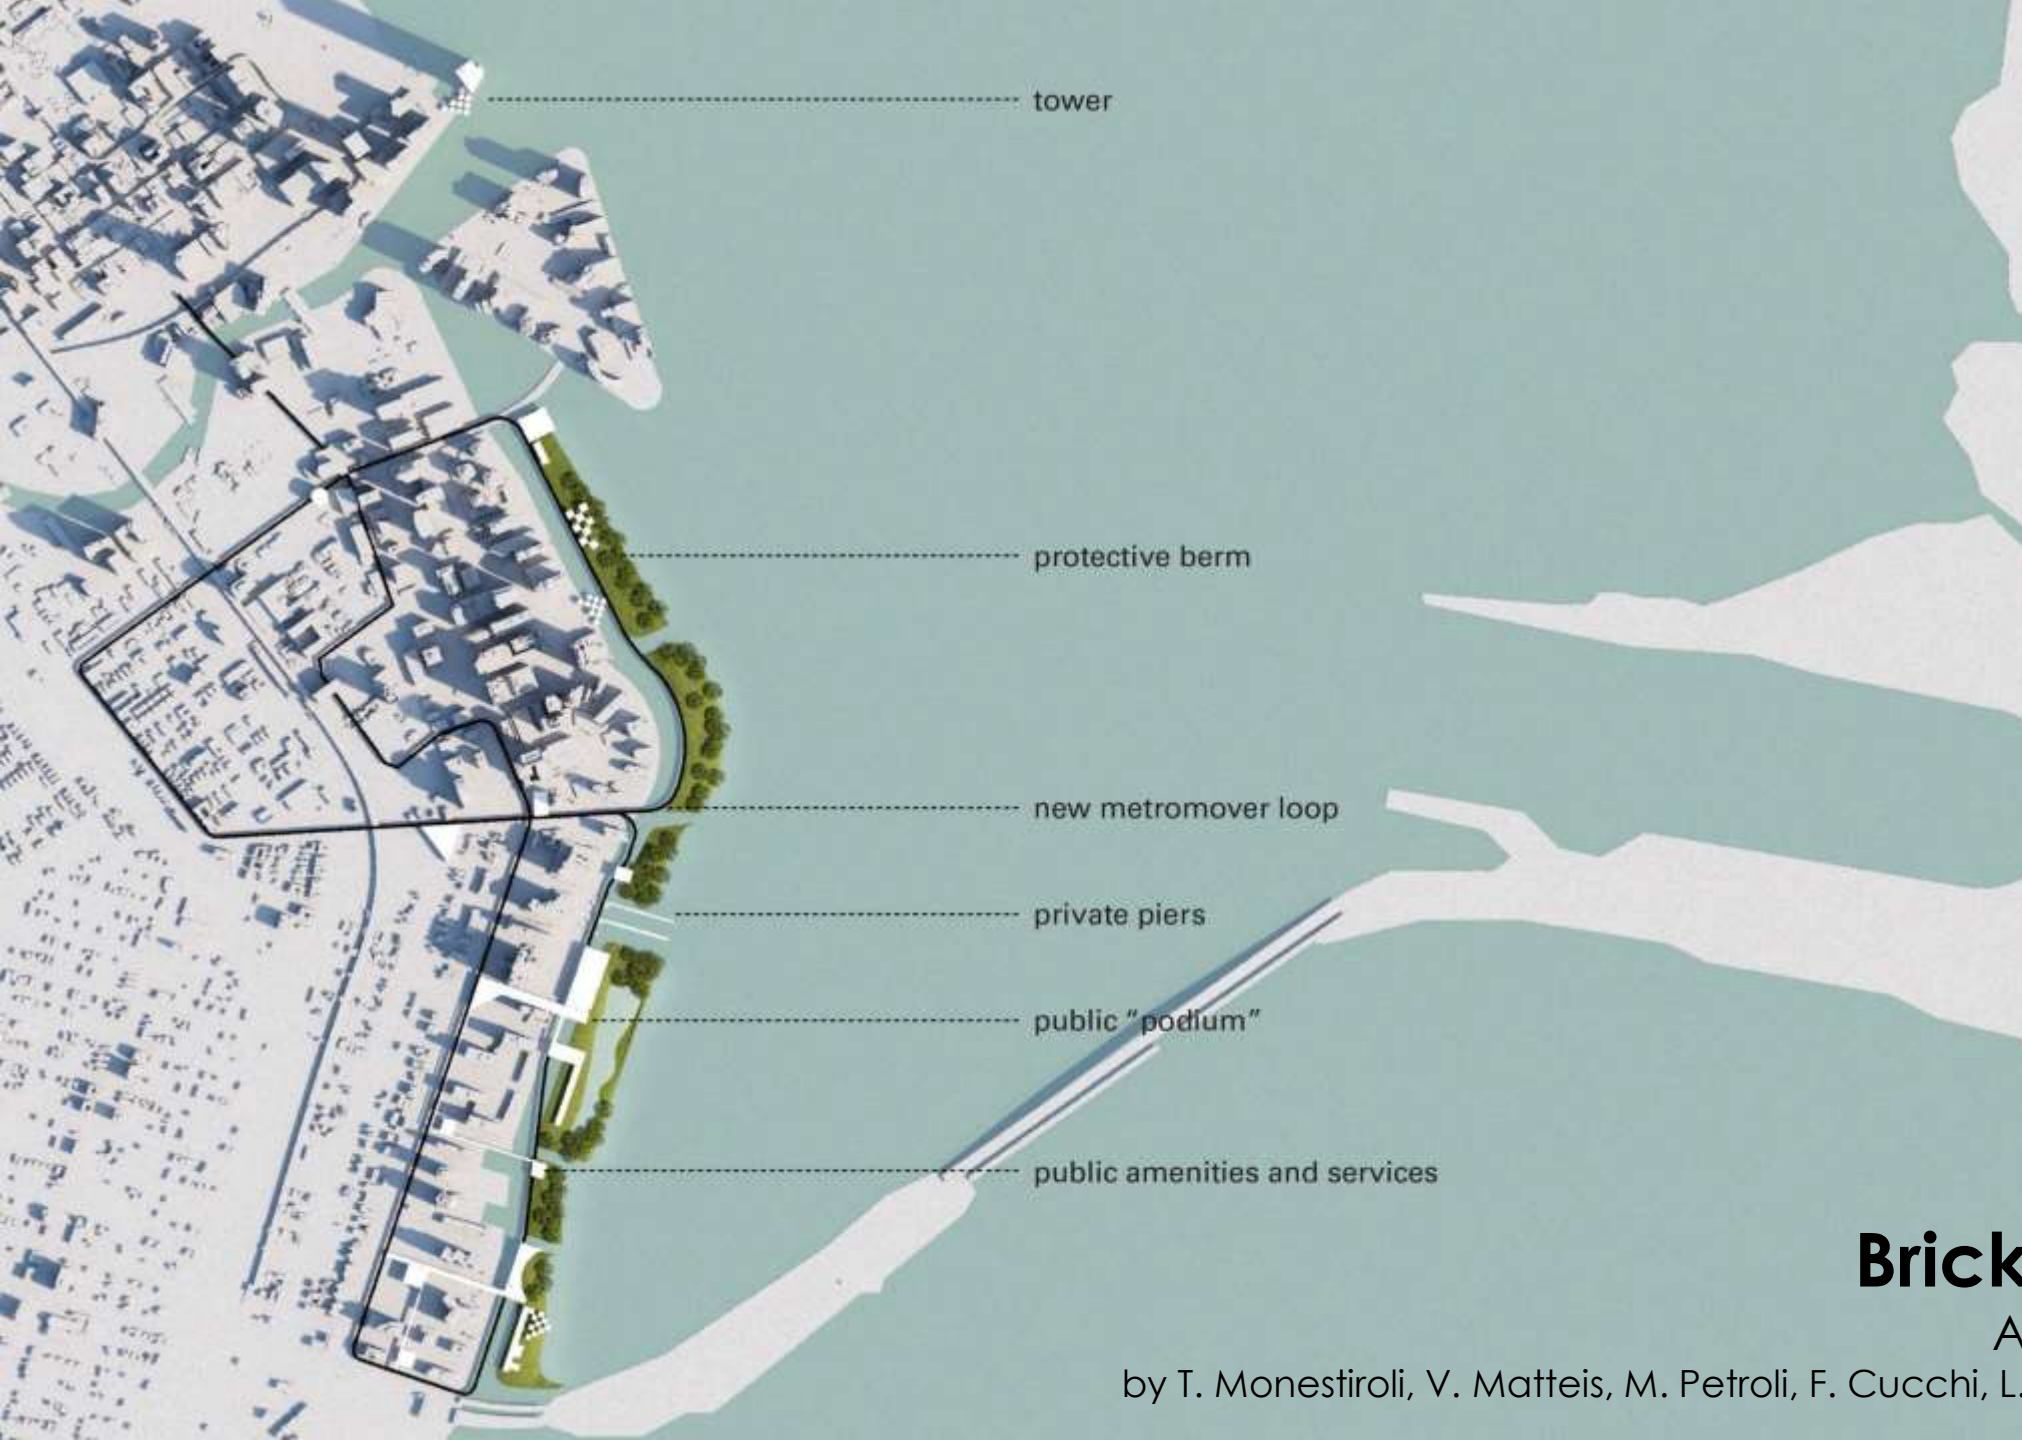 tower
protective berm
new metromover loop
private piers
public “podium”
public amenities and services
Brick
A
by T. Monestiroli, V. Matteis, M. Petroli, F. Cucchi, L.